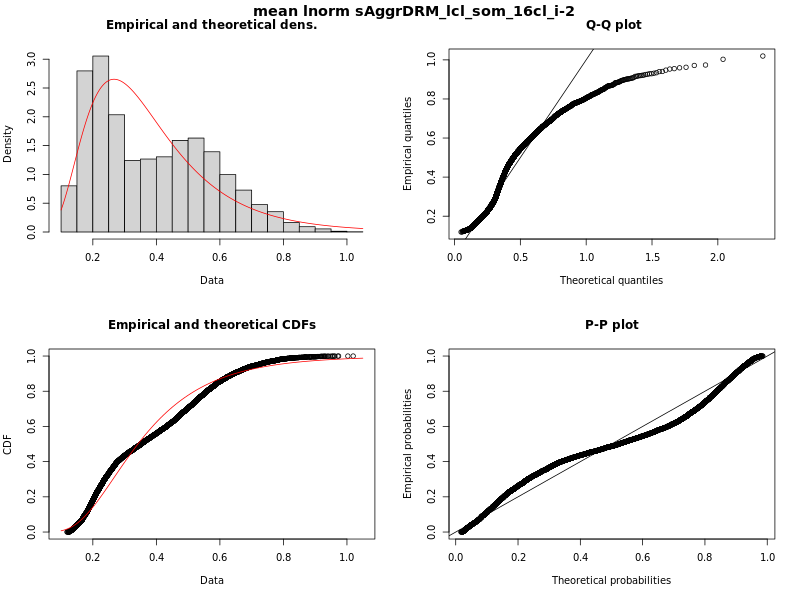 mean lnorm sAggrDRM_lcl_som_16cl_i-2
Empirical and theoretical dens.
Density
0.0 0.5 1.0 1.5 2.0 2.5 3.0
0.2 0.4 0.6 0.8 1.0
Data
Q-Q plot
Empirical quantiles
0.2 0.4 0.6 0.8 1.0
0.0 0.5 1.0 1.5 2.0
Theoretical quantiles
Empirical and theoretical CDFs
CDF
0.0 0.2 0.4 0.6 0.8 1.0
0.2 0.4 0.6 0.8 1.0
Data
P-P plot
Empirical probabilities
0.0 0.2 0.4 0.6 0.8 1.0
0.0 0.2 0.4 0.6 0.8 1.0
Theoretical probabilities